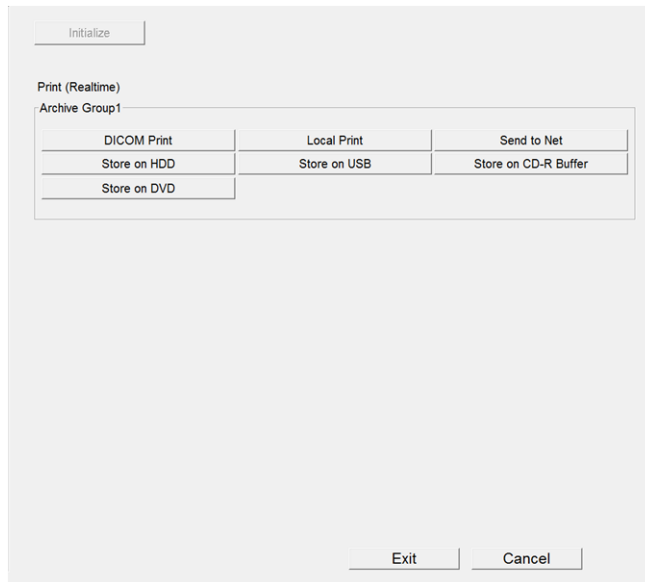 Initialize
Print (Realtime)
Archive Group1
DICOM Print Local Print Send to Net
Store on HDD Store on USB Store on CD-R Buffer
Store on DVD
Exit Cancel